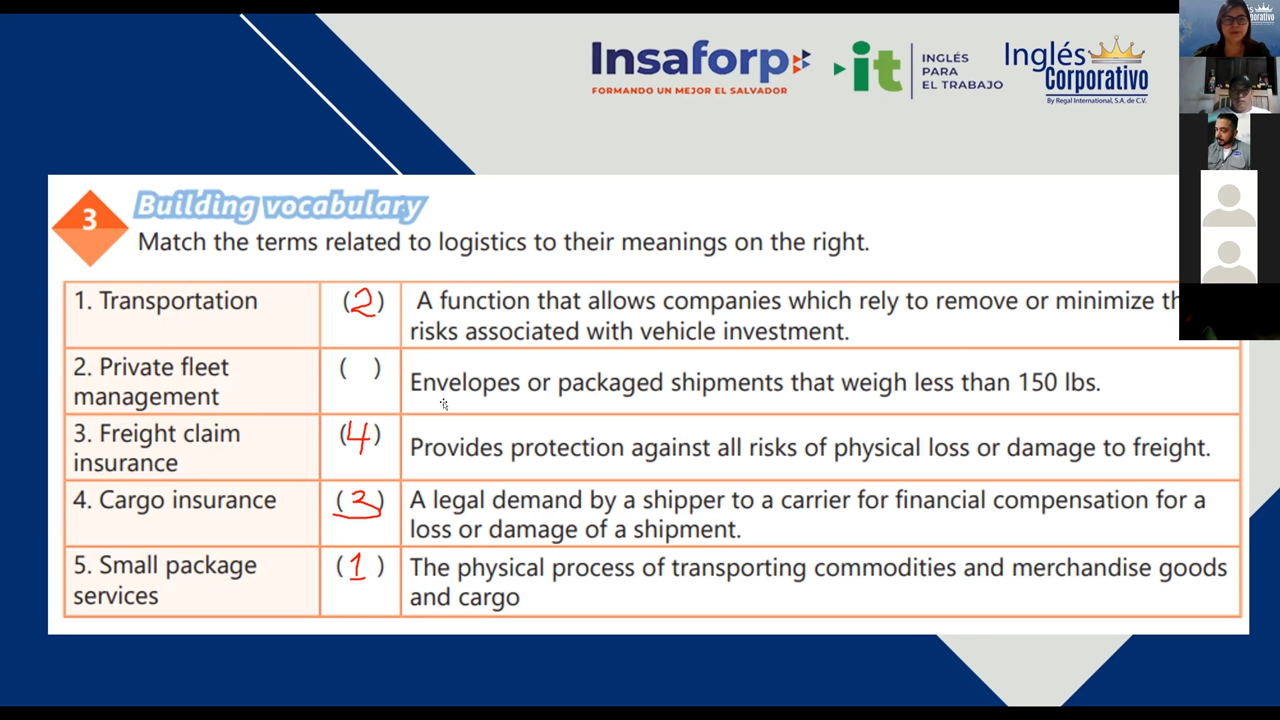 Insaforp
FORMANDO UN MEJOR EL SALVADOR
it
INGLÉS
PARA
EL TRABAJO
Inglés
Corporativo
By Regal International, S.A. de C.V.
3
Building vocabulary
Match the terms related to logistics to their meanings on the right.
1. Transportation
(2)
A function that allows companies which rely to remove or minimize
risks associated with vehicle investment.
2. Private fleet
management
( )
Envelopes or packaged shipments that weigh less than 150 lbs.
3. Freight claim
insurance
(4)
Provides protection against all risks of physical loss or damage to freight.
4. Cargo insurance
(3)
A legal demand by a shipper to a carrier for financial compensation for a
loss or damage of a shipment.
5. Small package
services
(1)
The physical process of transporting commodities and merchandise goods
and cargo